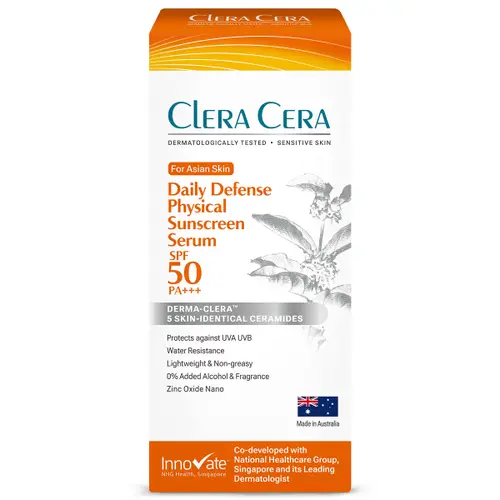 CLERA CERA
DERMATOLOGICALLY TESTED • SENSITIVE SKIN
For Asian Skin
Daily Defense
Physical
Sunscreen
Serum
SPF
50
PA+++
DERMA-CLERA™
5 SKIN-IDENTICAL CERAMIDES
Protects against UVA UVB
Water Resistance
Lightweight & Non-greasy
0% Added Alcohol & Fragrance
Zinc Oxide Nano
Made in Australia
Innovate
NHG Health, Singapore
Co-developed with
National Healthcare Group,
Singapore and its Leading
Dermatologist